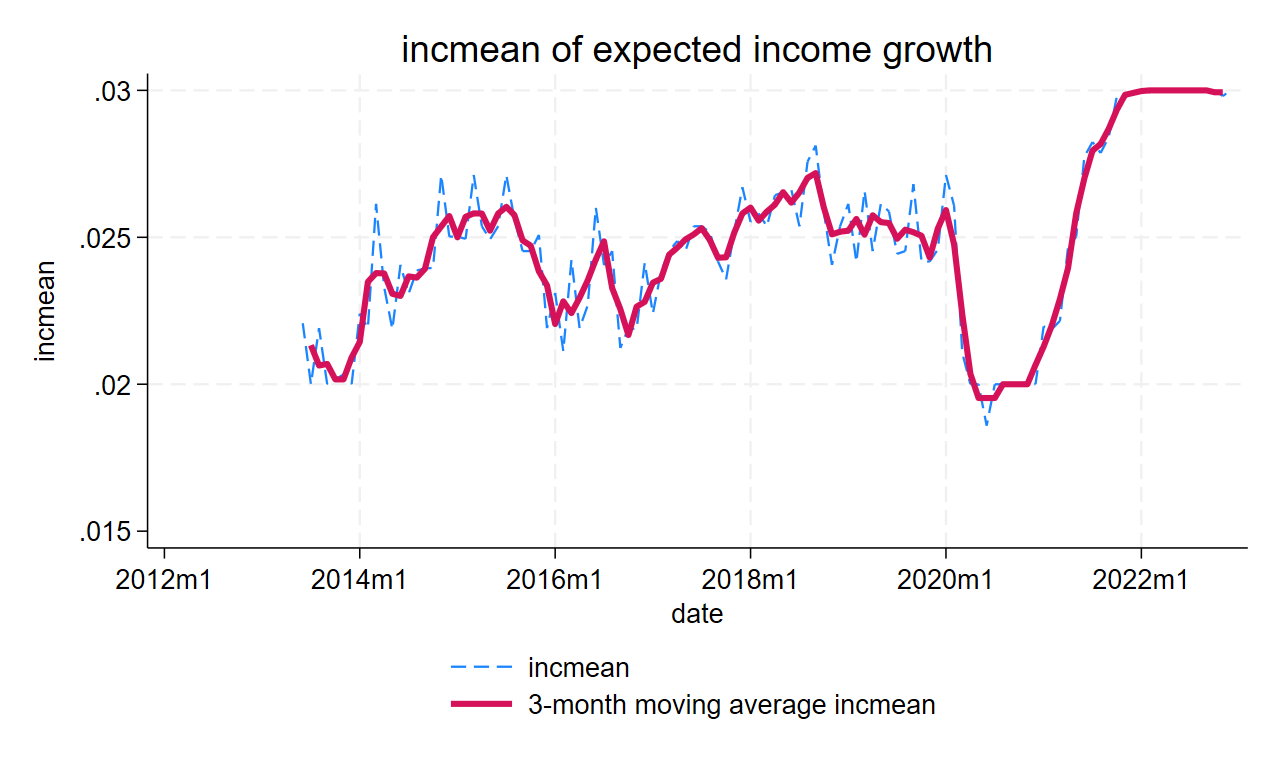 incmean of expected income growth
incmean
.03
.025
.02
.015
2012m1 2014m1 2016m1 2018m1 2020m1 2022m1
date
incmean
3-month moving average incmean